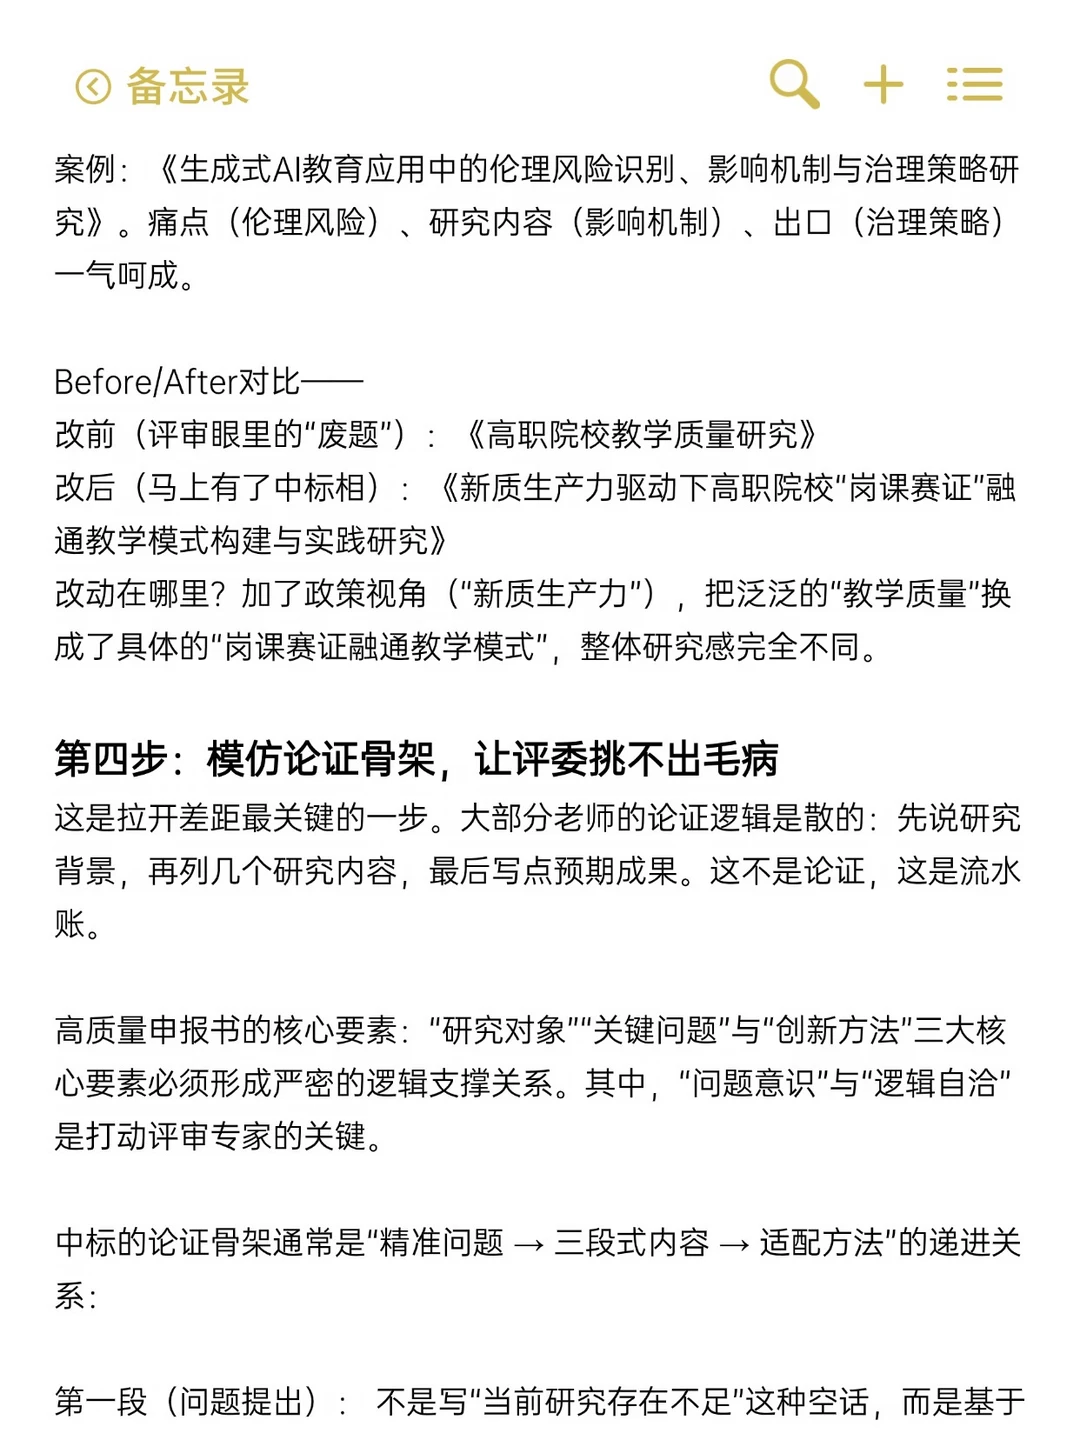 备忘录
案例：《生成式AI教育应用中的伦理风险识别、影响机制与治理策略研
究》。痛点（伦理风险）、研究内容（影响机制）、出口（治理策略）
一气呵成。
Before/After对比——
改前（评审眼里的“废题”）：《高职院校教学质量研究》
改后（马上有了中标相）：《新质生产力驱动下高职院校“岗课赛证”融
通教学模式构建与实践研究》
改动在哪里？加了政策视角（“新质生产力”），把泛泛的“教学质量”换
成了具体的“岗课赛证融通教学模式”，整体研究感完全不同。
第四步：模仿论证骨架，让评委挑不出毛病
这是拉开差距最关键的一步。大部分老师的论证逻辑是散的：先说研究
背景，再列几个研究内容，最后写点预期成果。这不是论证，这是流水
账。
高质量申报书的核心要素：“研究对象”“关键问题”与“创新方法”三大核
心要素必须形成严密的逻辑支撑关系。其中，“问题意识”与“逻辑自洽”
是打动评审专家的关键。
中标的论证骨架通常是“精准问题 → 三段式内容 → 适配方法”的递进关
系：
第一段（问题提出）： 不是写“当前研究存在不足”这种空话，而是基于